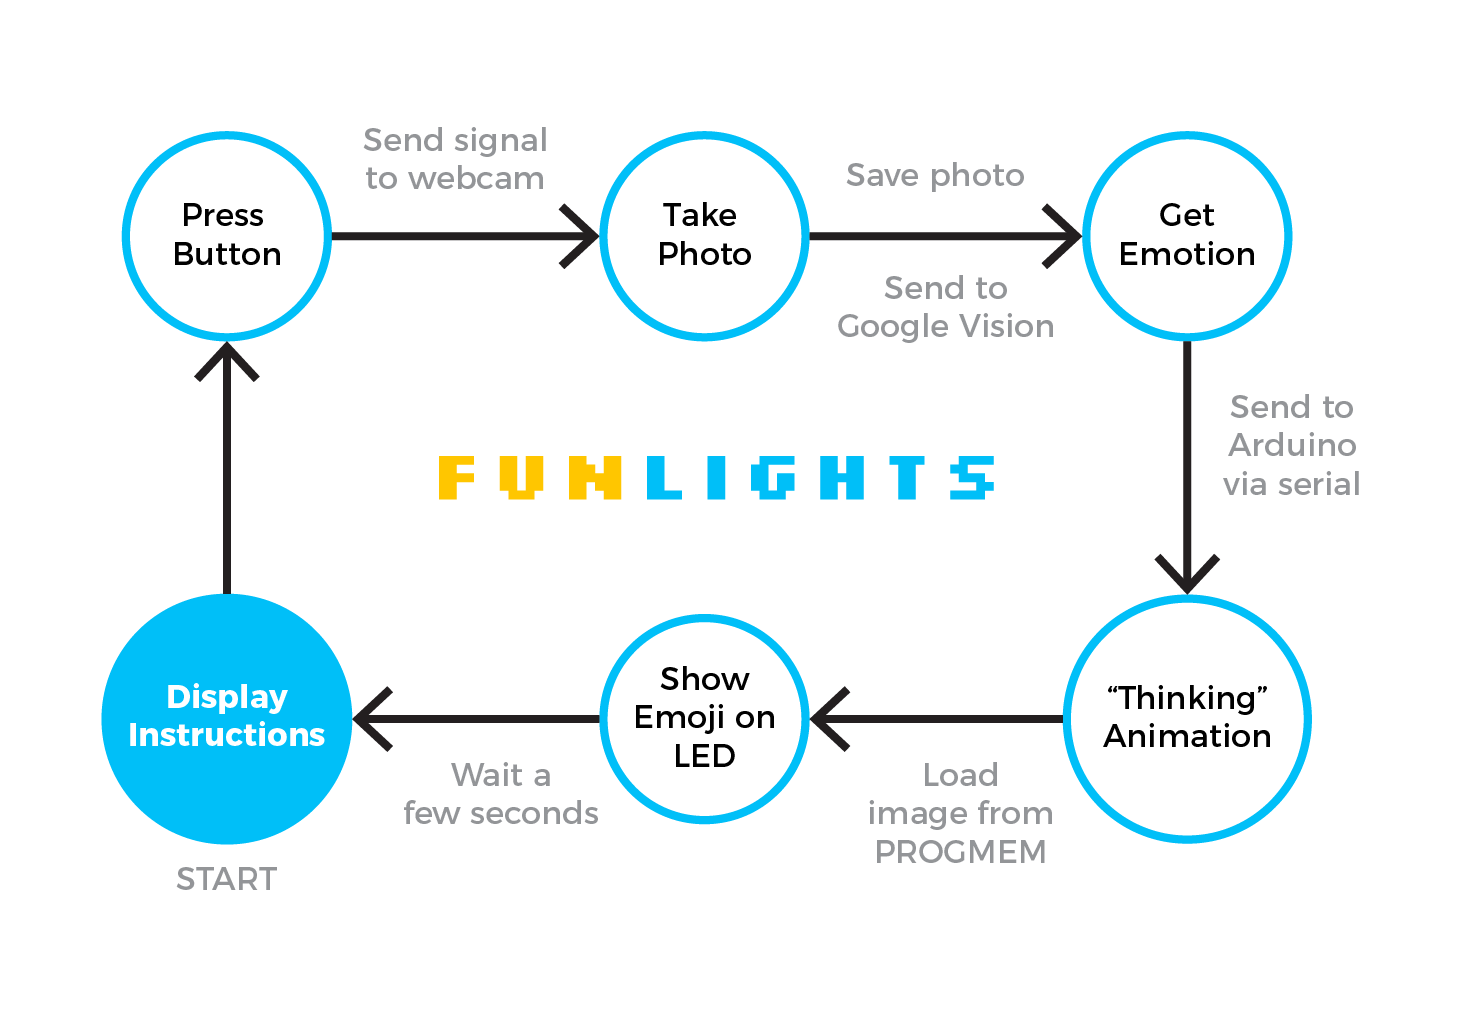 Send signal
to webcam
Press
Button
Take
Photo
Save photo
Send to
Google Vision
Get
Emotion
Send to
Arduino
via serial
FUNLIGHTS
Display
Instructions
START
Wait a
few seconds
Show
Emoji on
LED
Load
image from
PROGMEM
“Thinking”
Animation